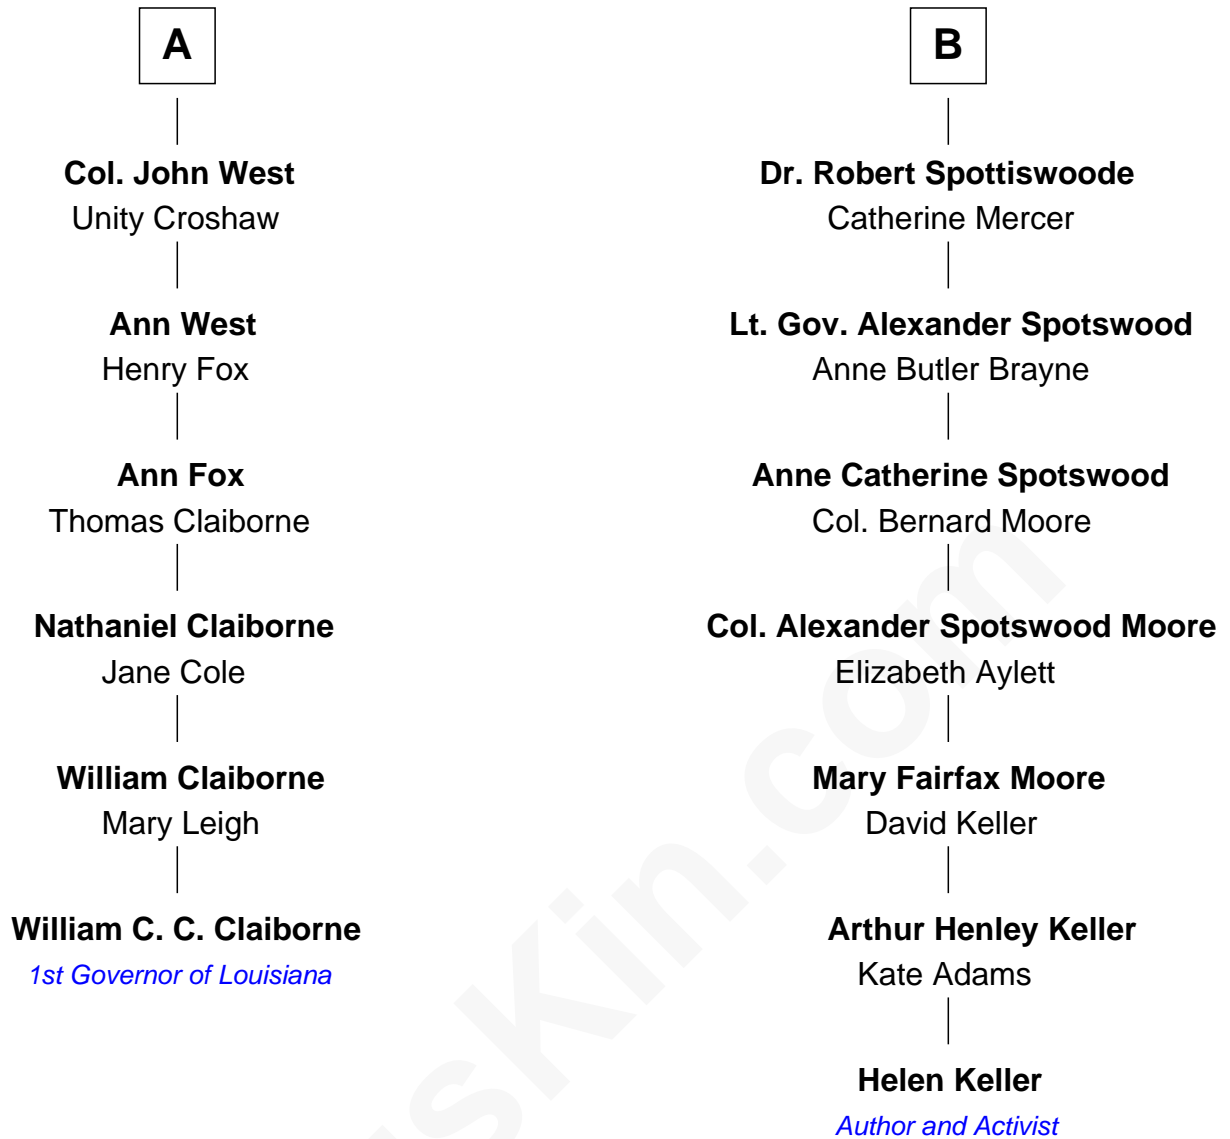 A
Col. John West
Unity Croshaw
Ann West
Henry Fox
Ann Fox
Thomas Claiborne
Nathaniel Claiborne
Jane Cole
William Claiborne
Mary Leigh
William C. C. Claiborne
1st Governor of Louisiana
B
Dr. Robert Spottiswoode
Catherine Mercer
Lt. Gov. Alexander Spotswood
Anne Butler Brayne
Anne Catherine Spotswood
Col. Bernard Moore
Col. Alexander Spotswood Moore
Elizabeth Aylett
Mary Fairfax Moore
David Keller
Arthur Henley Keller
Kate Adams
Helen Keller
Author and Activist
usKin.com